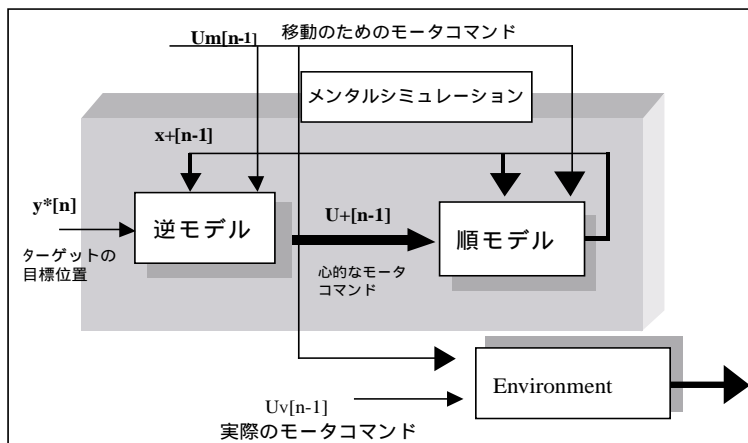 Um[n-1]
移動のためのモータコマンド
メンタルシミュレーション
x+[n-1]
y*[n]
逆モデル
U+[n-1]
順モデル
ターゲットの
目標位置
心的なモータ
コマンド
Environment
Uv[n-1]
実際のモータコマンド